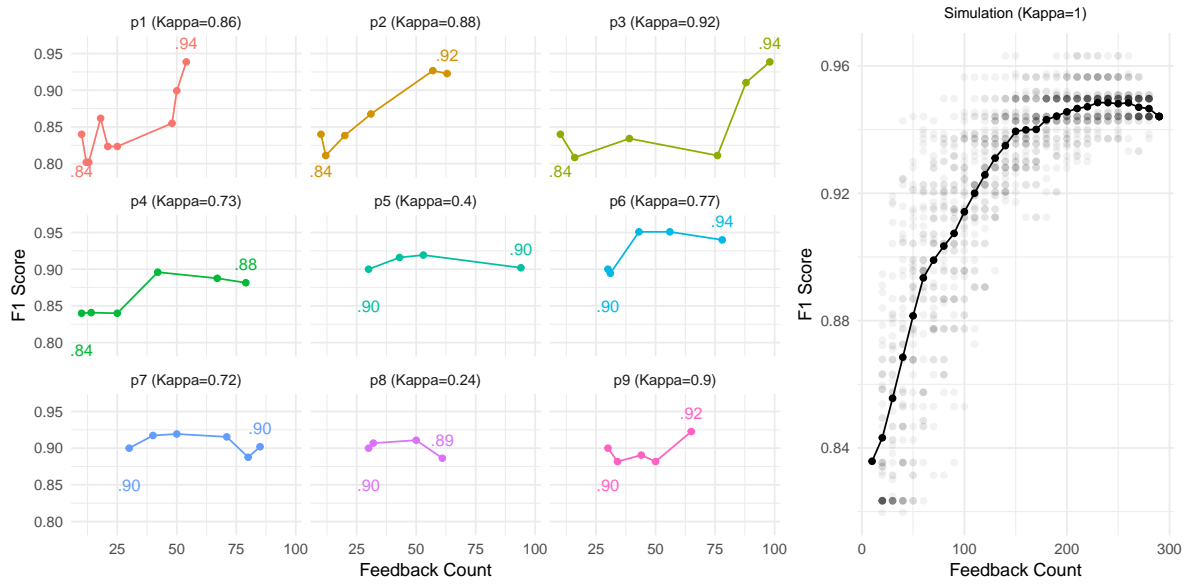 p1 (Kappa=0.86)
p2 (Kappa=0.88)
p3 (Kappa=0.92)
Simulation (Kappa=1)
0.95
0.90
0.85
0.80
.94
.84
.92
.84
.94
.84
p4 (Kappa=0.73)
p5 (Kappa=0.4)
p6 (Kappa=0.77)
F1 Score
0.95
0.90
0.85
0.80
.88
.84
.90
.90
.94
.90
p7 (Kappa=0.72)
p8 (Kappa=0.24)
p9 (Kappa=0.9)
0.95
0.90
0.85
0.80
.90
.90
.89
.90
.92
.90
25 50 75 100
25 50 75 100
25 50 75 100
Feedback Count
F1 Score
0.96
0.92
0.88
0.84
0 100 200 300
Feedback Count